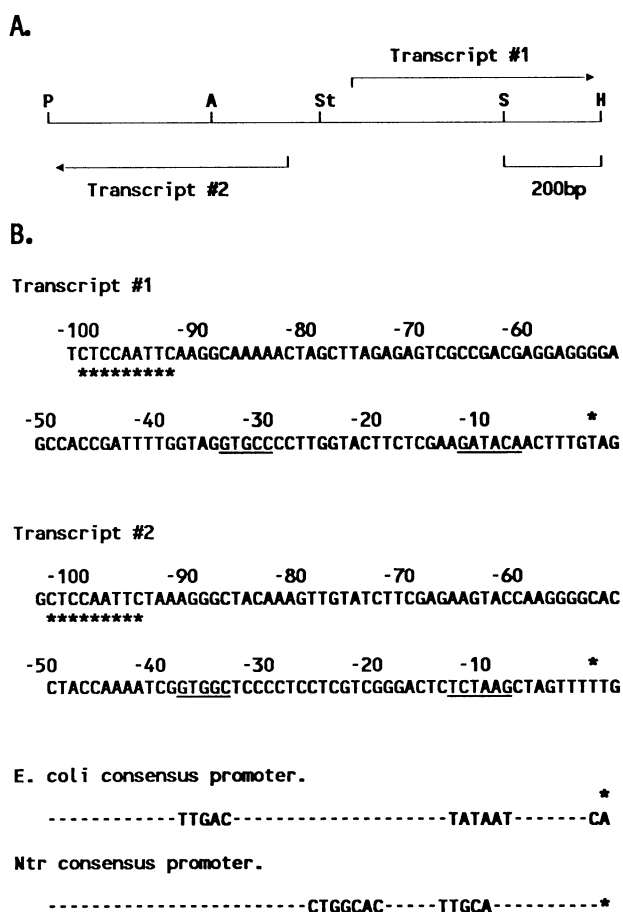 A.
Transcript #1
P A St S H
Transcript #2 200bp
B.
Transcript #1
-100 -90 -80 -70 -60
TCTCCAATTCAAGGCAAAAACTAGCTTAGAGAGTCGCCGACGAGGAGGGGA
*********
-50 -40 -30 -20 -10 *
GCCACCGATTTTGGTAGGTGCCCCTTGGTACTTCTCGAAGATACAACTTTGTAG
Transcript #2
-100 -90 -80 -70 -60
GCTCCAATTCTAAAGGGCTACAAAGTTGTATCTTCGAGAAGTACCAAGGGGCAC
*********
-50 -40 -30 -20 -10 *
CTACCAAAATCGGTGGCTCCCCTCCTCGTCGGGACTCTCTAAGCTAGTTTTTG
E. coli consensus promoter.
*
------------TTGAC--------------------TATAAT-------CA
Ntr consensus promoter.
------------------------CTGGCAC-----TTGCA----------*